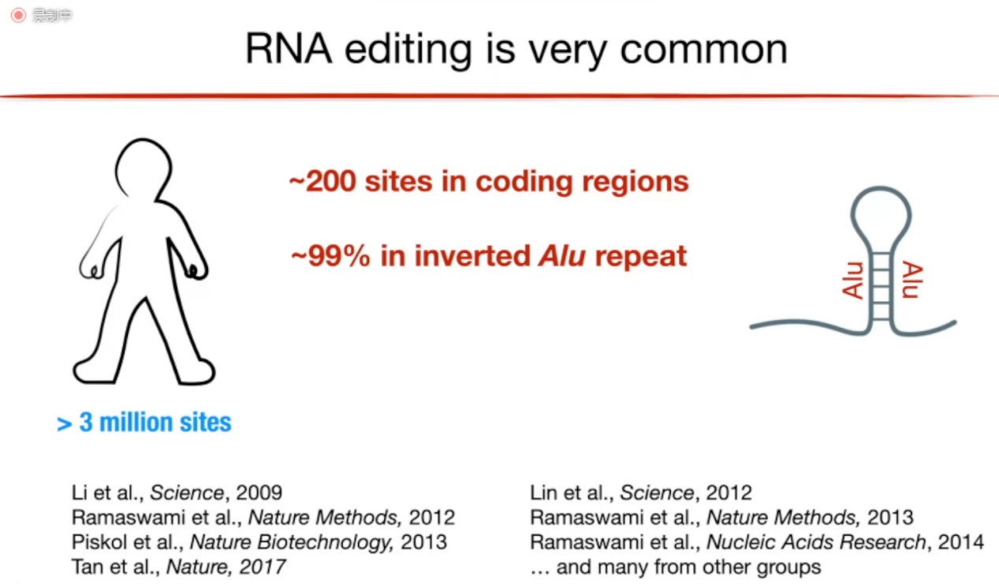 录制中
RNA editing is very common
~200 sites in coding regions
~99% in inverted Alu repeat
Alu
Alu
> 3 million sites
Li et al., Science, 2009
Ramaswami et al., Nature Methods, 2012
Piskol et al., Nature Biotechnology, 2013
Tan et al., Nature, 2017
Lin et al., Science, 2012
Ramaswami et al., Nature Methods, 2013
Ramaswami et al., Nucleic Acids Research, 2014
… and many from other groups